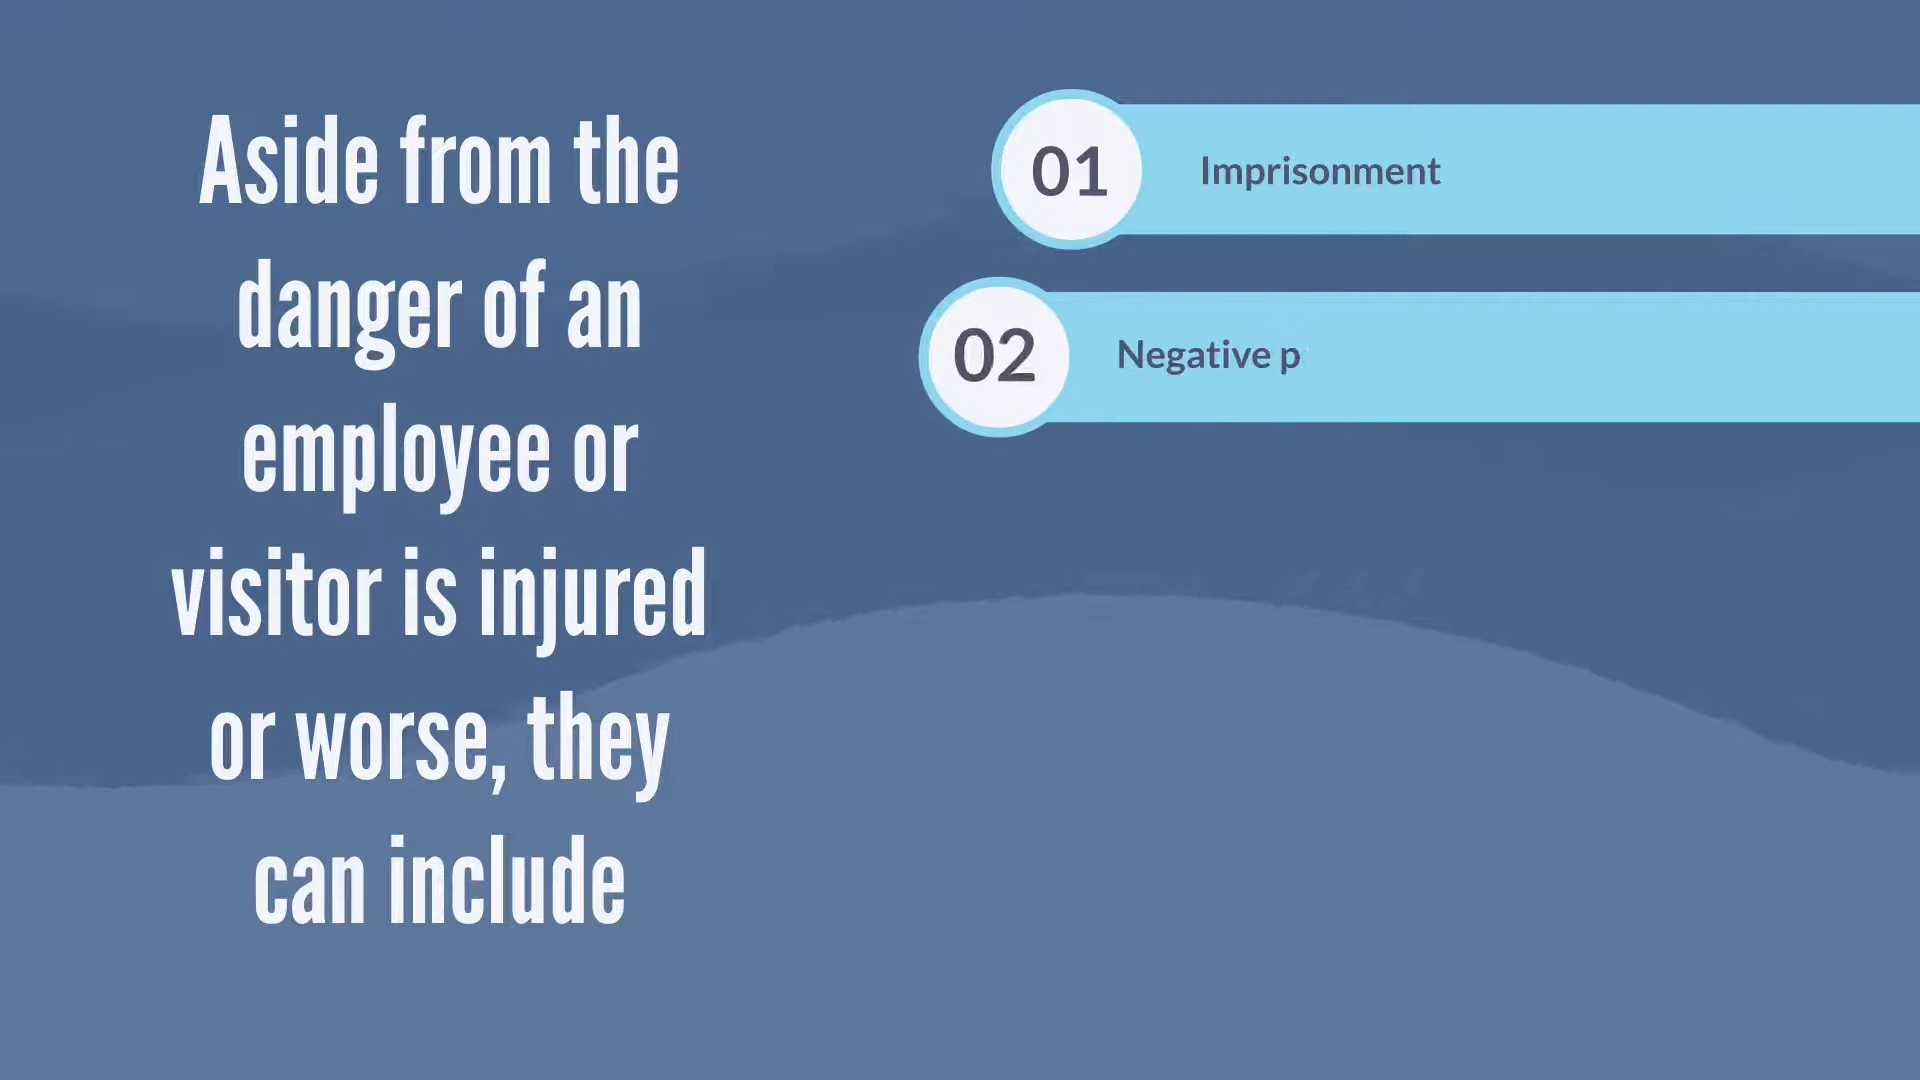 Aside from the
danger of an
employee or
visitor is injured
or worse, they
can include
01 Imprisonment
02 Negative p